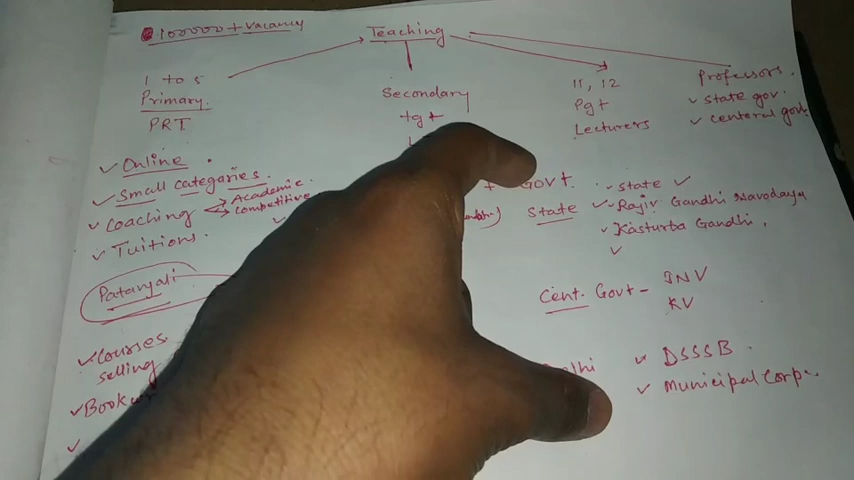 100000 + vacancy
Teaching
1 to 5
Primary.
PRT
Secondary
tgt
11, 12
Pgt
Lecturers
Professors.
✓ state gov.
✓ centeral govt
✓ Online
✓ Small categories.
✓ Coaching Academic.
Competitive
✓ Tuitions.
Patanjali
✓ Courses
selling
✓
+ Govt.
State
state ✓
✓ Rajiv Gandhi Navodaya
✓ Kasturba Gandhi,
✓
Cent. Govt - JNV
KV
✓ DSSSB.
✓ Municipal Corp.